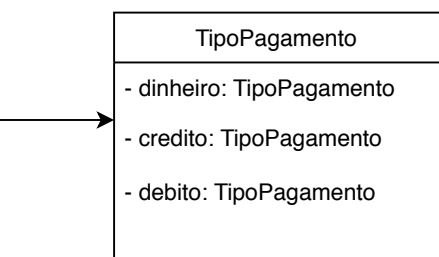 TipoPagamento
- dinheiro: TipoPagamento
- credito: TipoPagamento
- debito: TipoPagamento